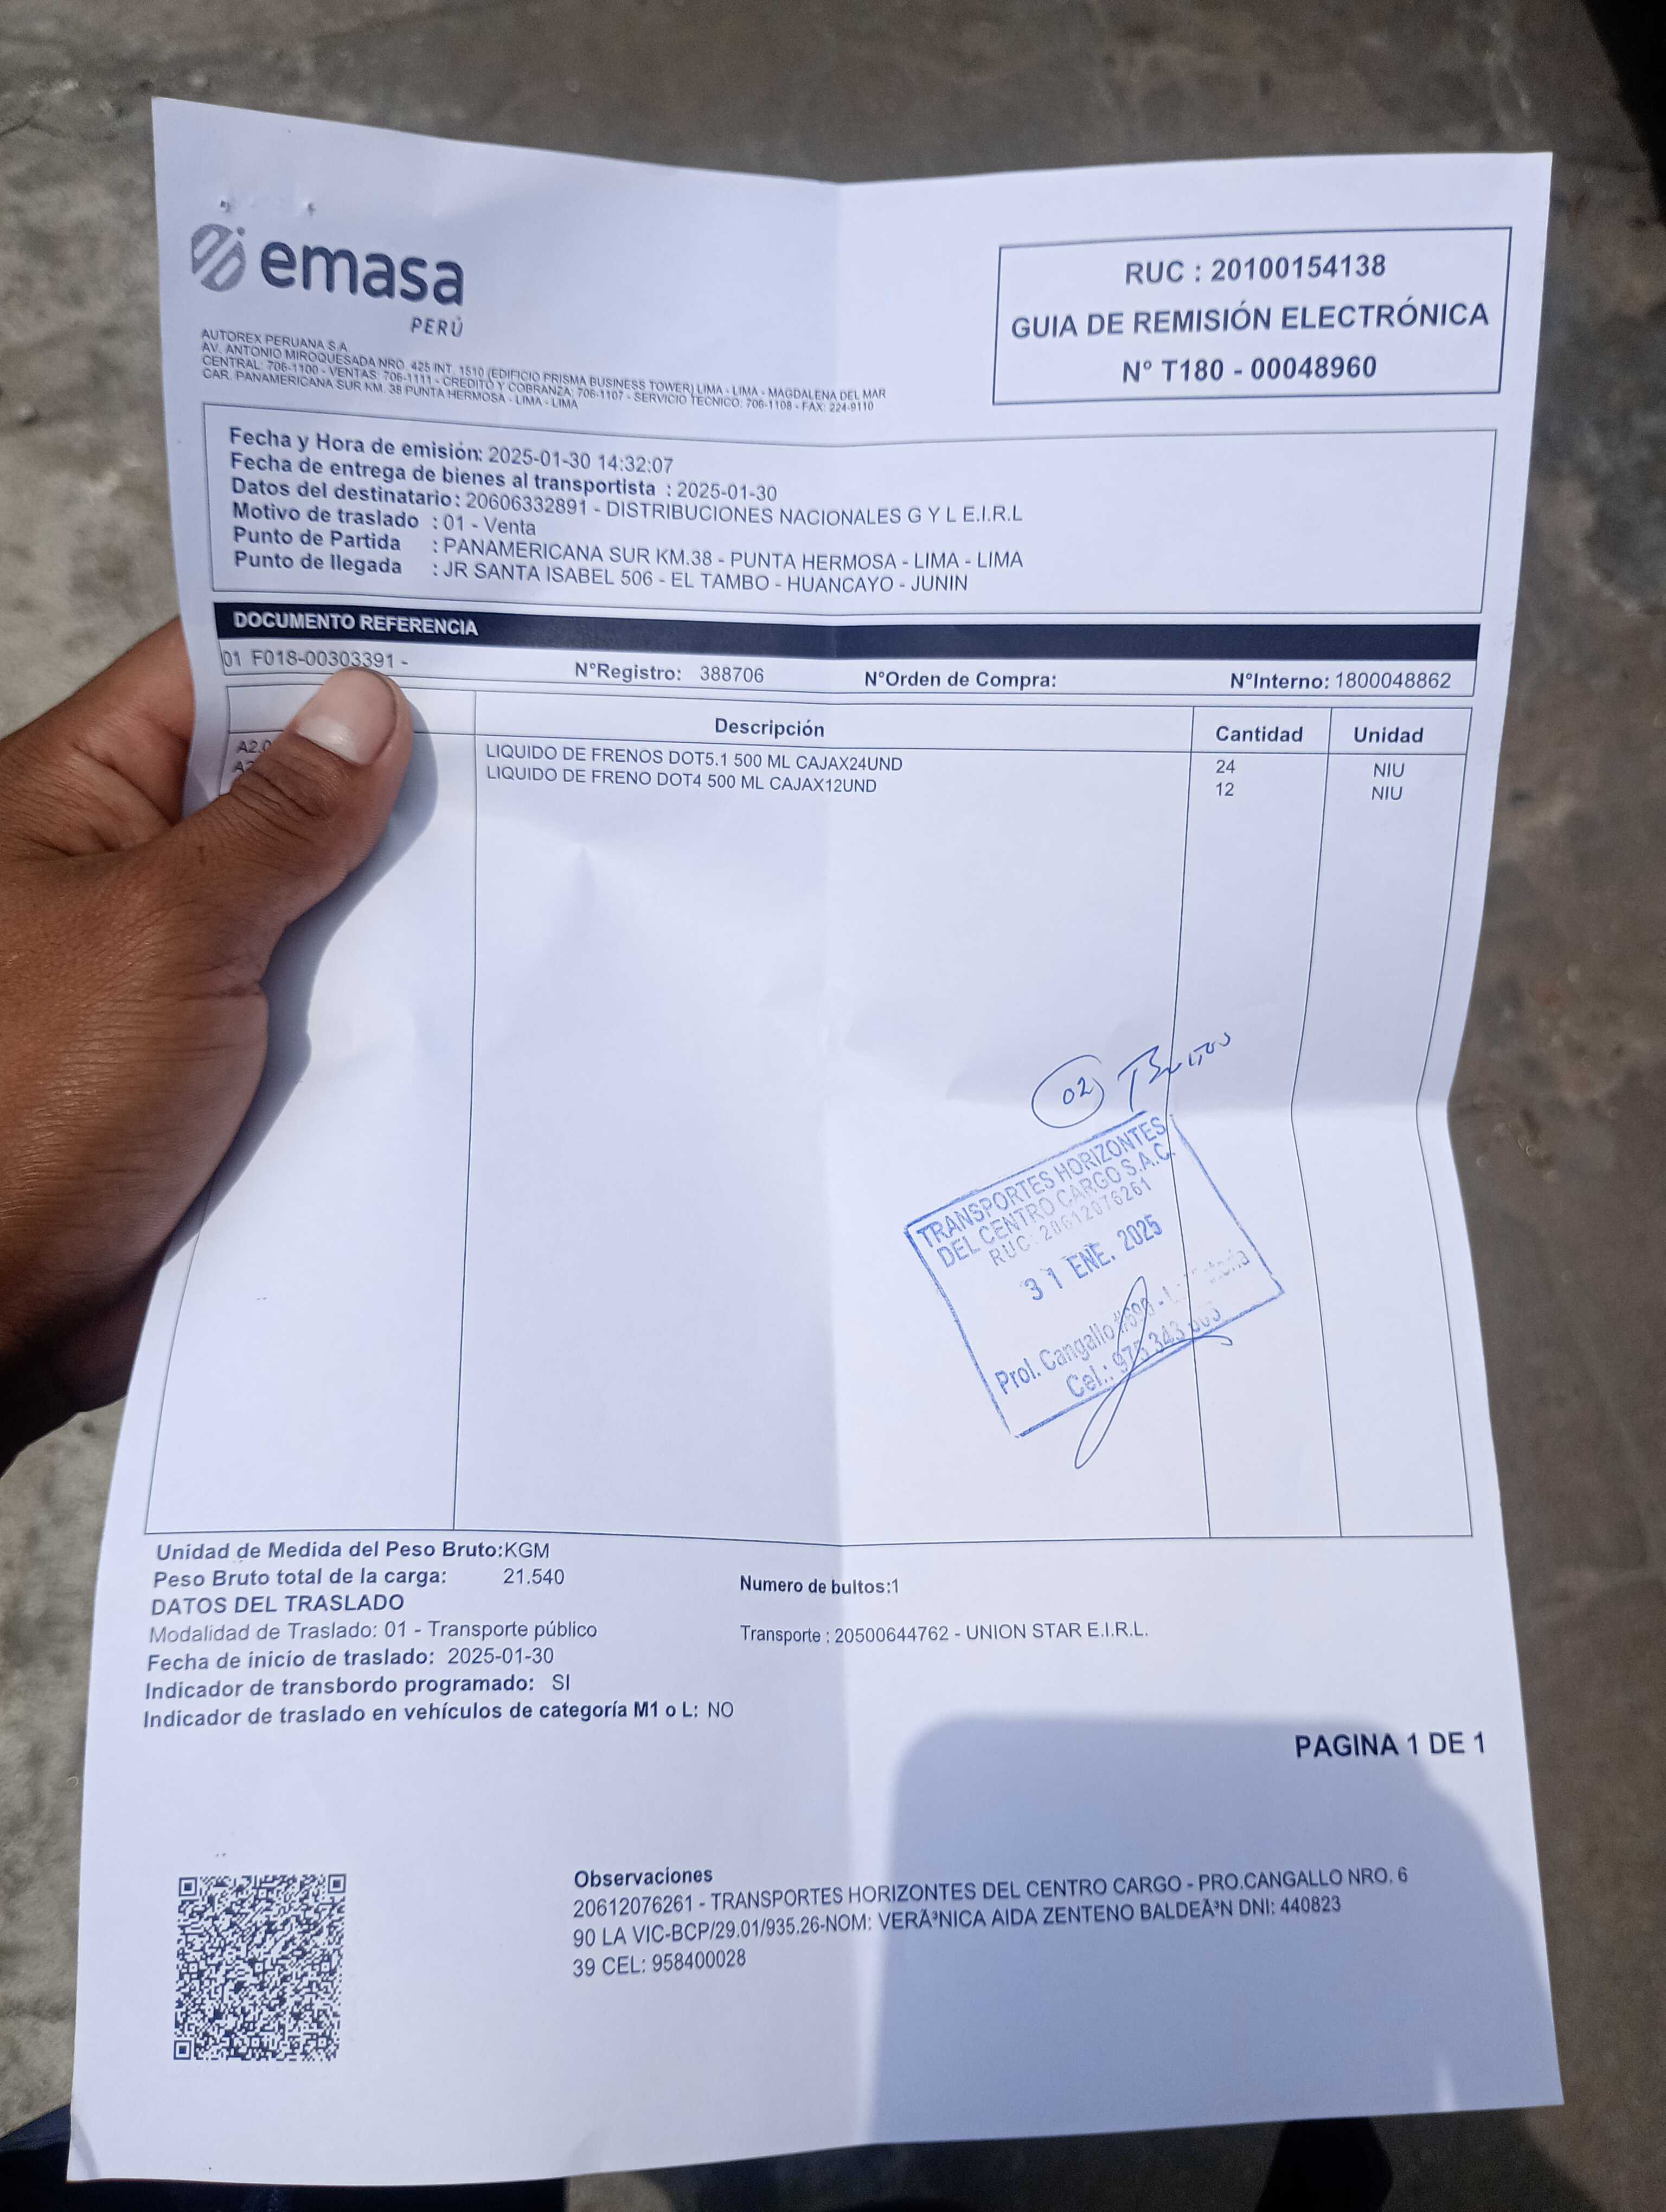 emasa
PERÚ
AUTOREX PERUANA S.A
AV. ANTONIO MIROQUESADA NRO. 425 INT. 1510 (EDIFICIO PRISMA BUSINESS TOWER) LIMA - LIMA - MAGDALENA DEL MAR
CENTRAL: 706-1100 - VENTAS: 706-1111 - CREDITO Y COBRANZA: 706-1107 - SERVICIO TECNICO: 706-1108 - FAX: 224-9110
CAR. PANAMERICANA SUR KM. 38 PUNTA HERMOSA - LIMA - LIMA
RUC : 20100154138
GUIA DE REMISIÓN ELECTRÓNICA
N° T180 - 00048960
Fecha y Hora de emisión: 2025-01-30 14:32:07
Fecha de entrega de bienes al transportista : 2025-01-30
Datos del destinatario : 20606332891 - DISTRIBUCIONES NACIONALES G Y L E.I.R.L
Motivo de traslado : 01 - Venta
Punto de Partida : PANAMERICANA SUR KM.38 - PUNTA HERMOSA - LIMA - LIMA
Punto de llegada : JR SANTA ISABEL 506 - EL TAMBO - HUANCAYO - JUNIN
DOCUMENTO REFERENCIA
01 F018-00303391 - N°Registro: 388706 N°Orden de Compra: N°Interno: 1800048862
Descripción Cantidad Unidad
LIQUIDO DE FRENOS DOT5.1 500 ML CAJAX24UND 24 NIU
LIQUIDO DE FRENO DOT4 500 ML CAJAX12UND 12 NIU
02 Bultos
TRANSPORTES HORIZONTES
DEL CENTRO CARGO S.A.C.
RUC: 20612076261
31 ENE. 2025
Prol. Cangallo #690 -
Cel.: 975 343
Unidad de Medida del Peso Bruto:KGM
Peso Bruto total de la carga: 21.540 Numero de bultos:1
DATOS DEL TRASLADO
Modalidad de Traslado: 01 - Transporte público Transporte : 20500644762 - UNION STAR E.I.R.L.
Fecha de inicio de traslado: 2025-01-30
Indicador de transbordo programado: SI
Indicador de traslado en vehículos de categoría M1 o L: NO
PAGINA 1 DE 1
Observaciones
20612076261 - TRANSPORTES HORIZONTES DEL CENTRO CARGO - PRO.CANGALLO NRO. 6
90 LA VIC-BCP/29.01/935.26-NOM: VERÃ³NICA AIDA ZENTENO BALDEÃ³N DNI: 440823
39 CEL: 958400028